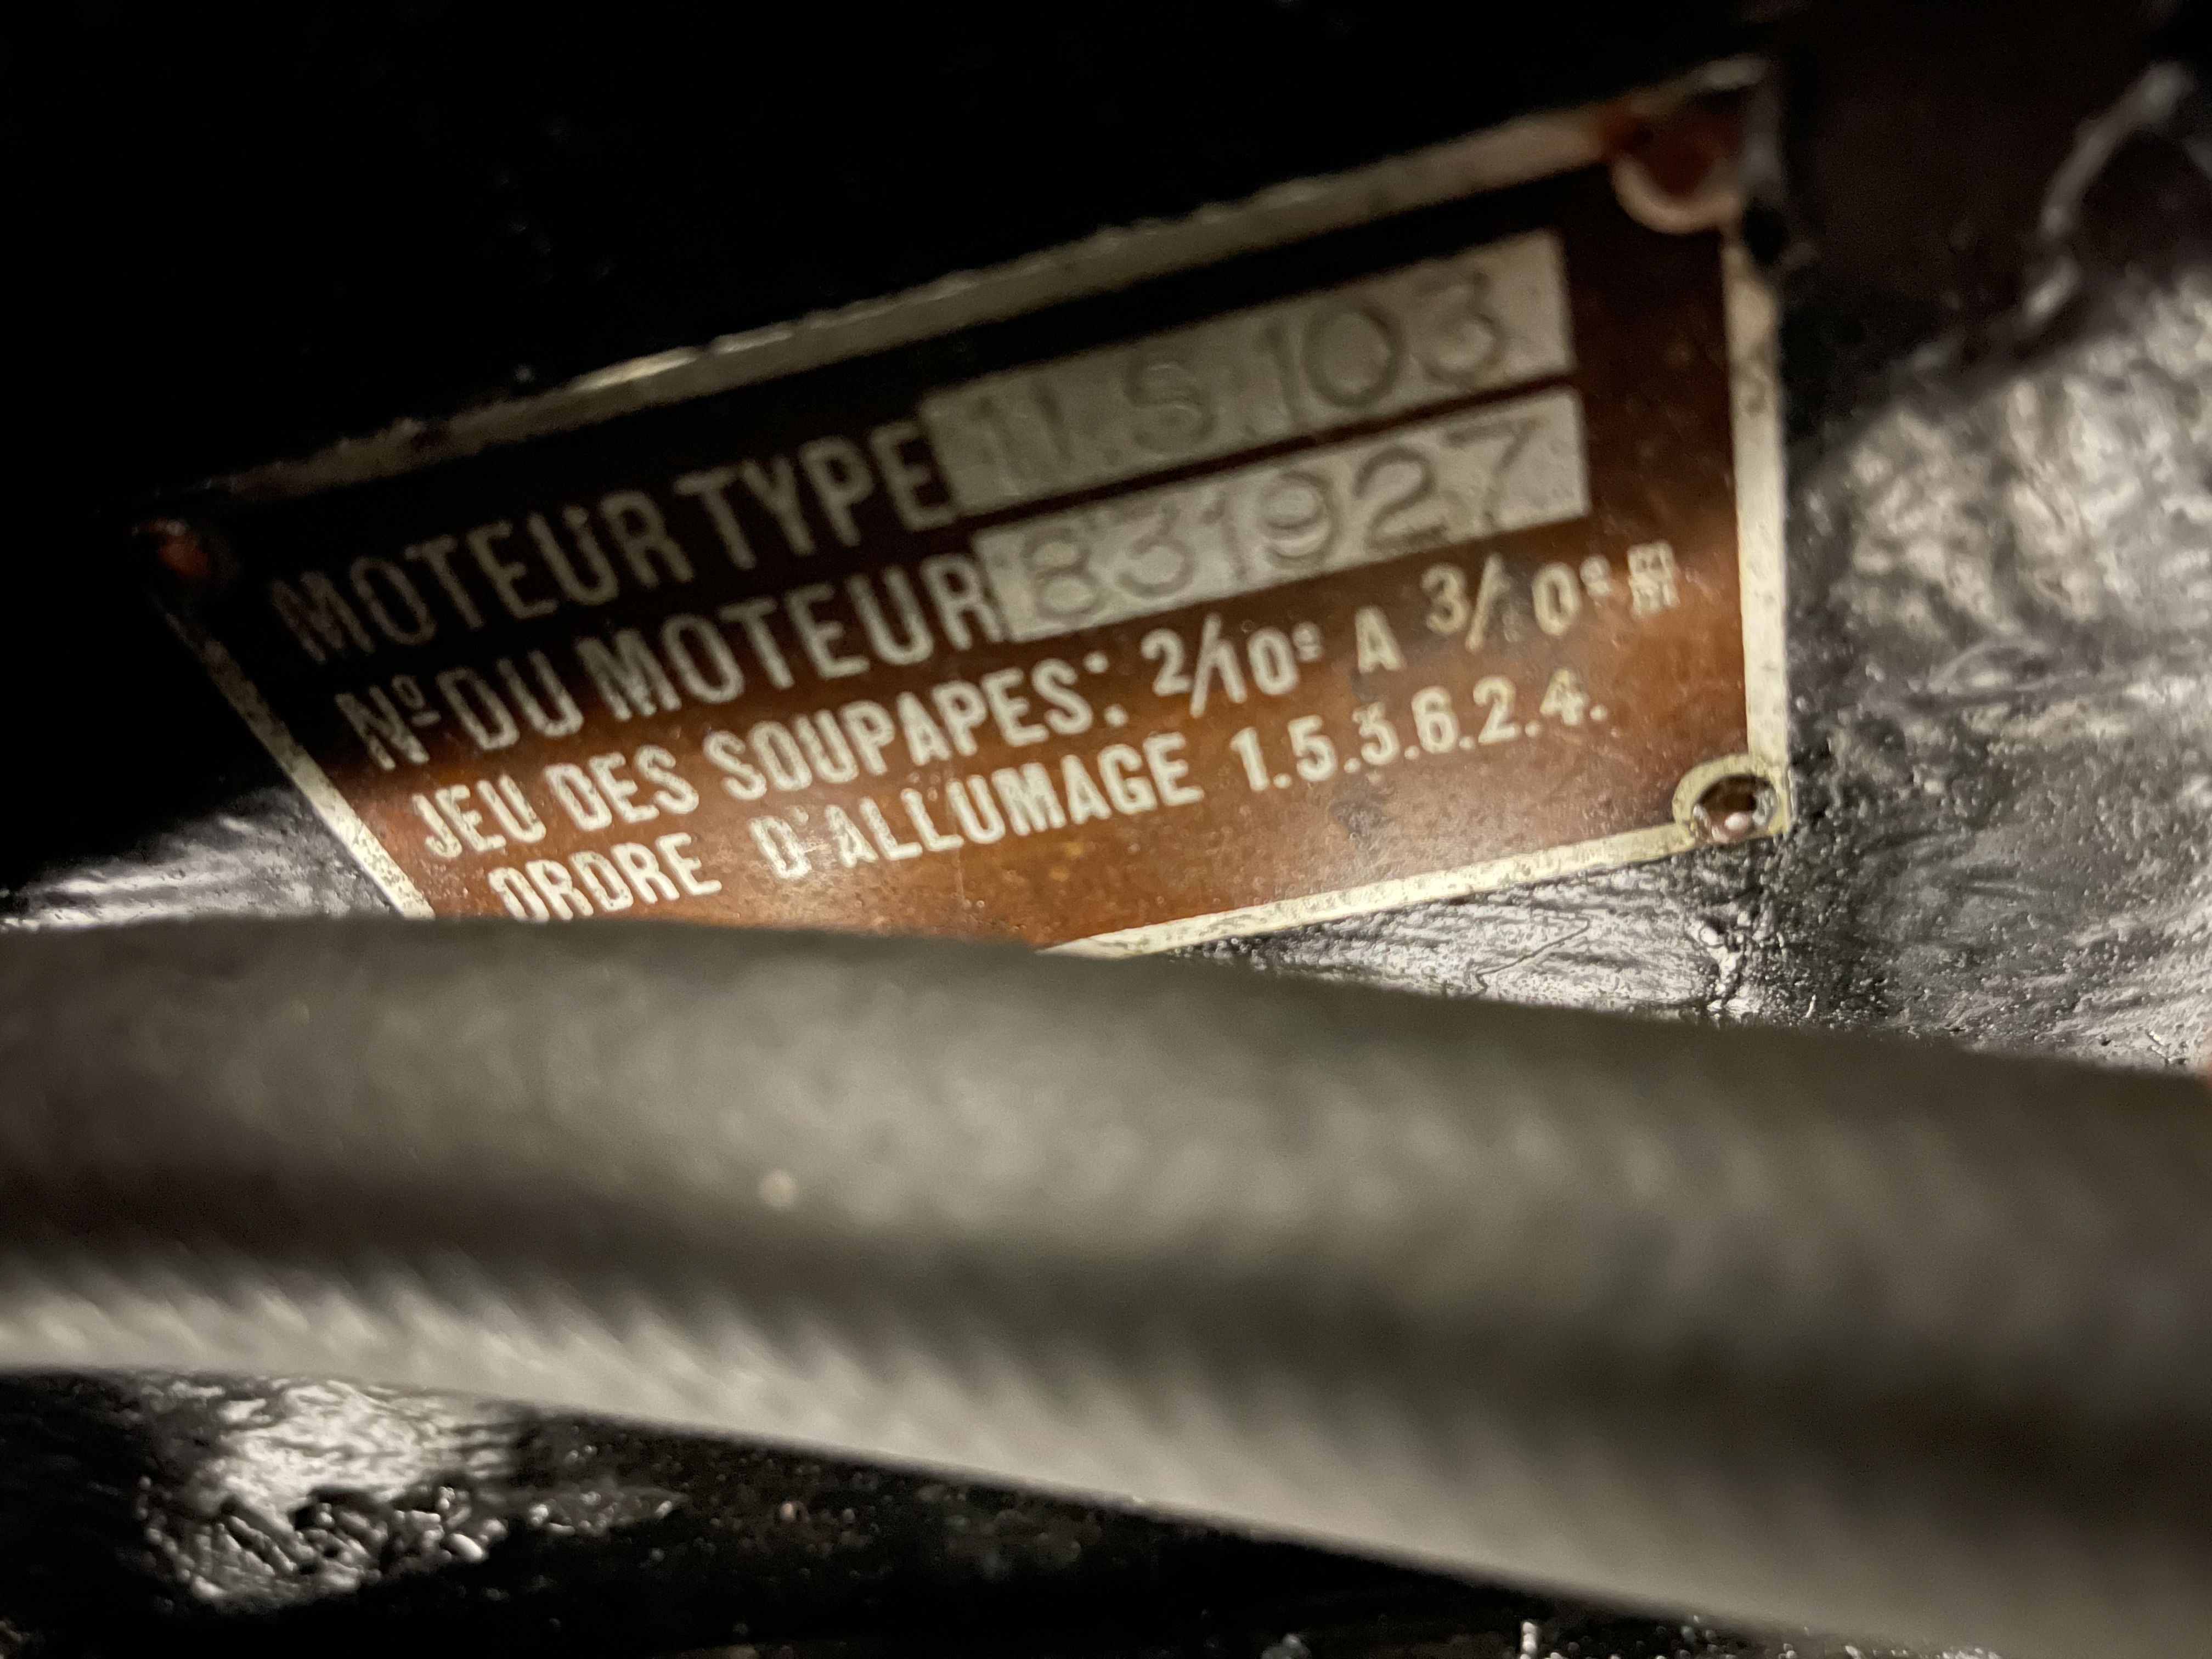 MOTEUR TYPE 11.S.103
Nº DU MOTEUR 831927
JEU DES SOUPAPES: 2/10ᵉ A 3/ 0ᵉ
ORDRE D'ALLUMAGE 1.5.3.6.2.4.